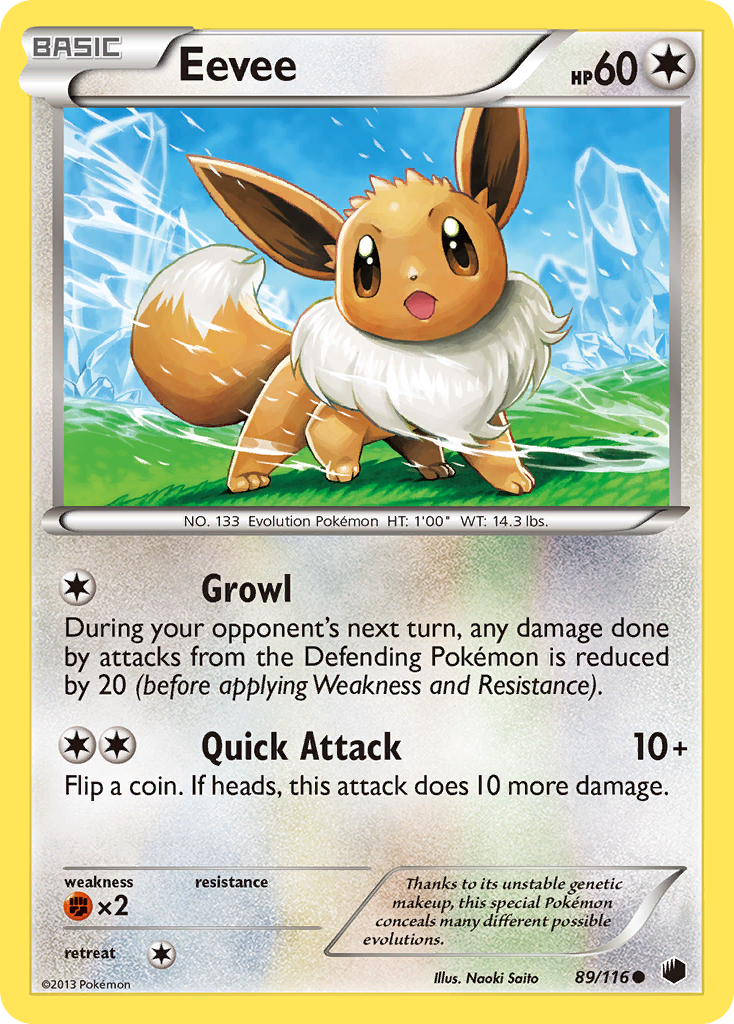 BASIC
Eevee
HP60
NO. 133 Evolution Pokémon HT: 1'00" WT: 14.3 lbs.
Growl
During your opponent's next turn, any damage done
by attacks from the Defending Pokémon is reduced
by 20 (before applying Weakness and Resistance).
Quick Attack 10+
Flip a coin. If heads, this attack does 10 more damage.
weakness resistance
×2
retreat
Thanks to its unstable genetic
makeup, this special Pokémon
conceals many different possible
evolutions.
©2013 Pokémon
Illus. Naoki Saito
89/116